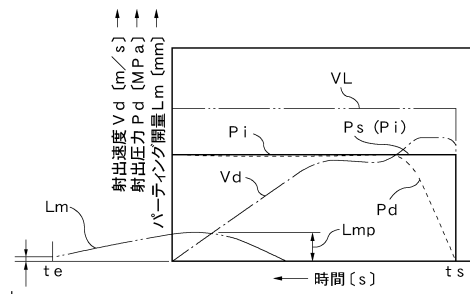 射出速度Vd〔m/s〕
射出圧力Pd〔MPa〕
パーティング開量Lm〔mm〕
VL
Pi
Ps (Pi)
Vd
Lm
Lmp
Pd
te
ts
時間〔s〕